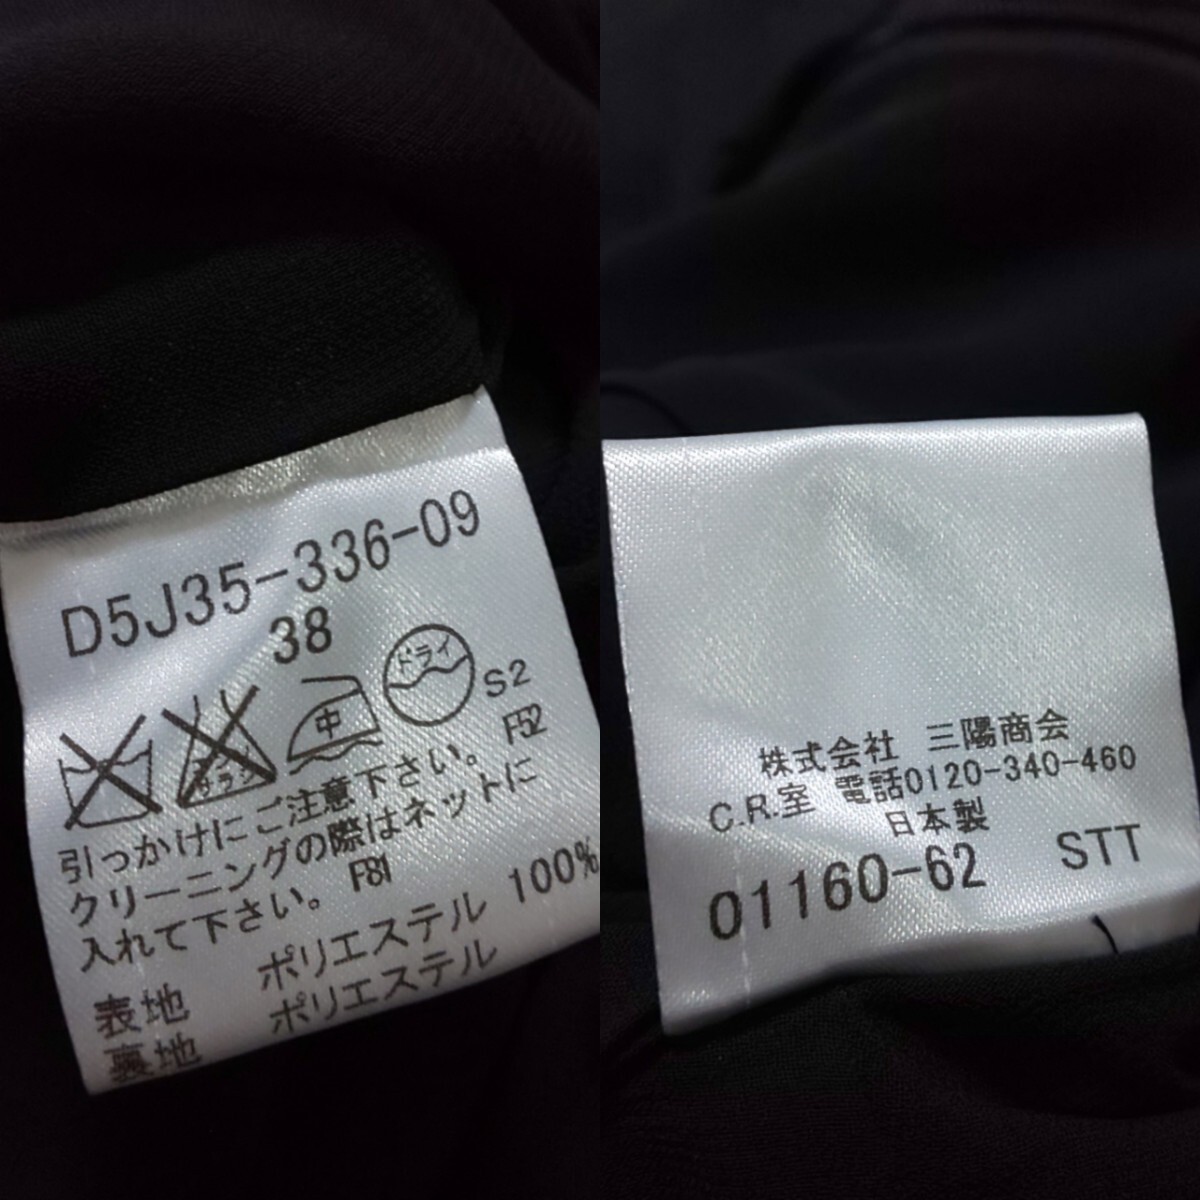 D5J35-336-09
38
中
ドライ
S2
F52
引っかけにご注意下さい。
クリーニングの際はネットに
入れて下さい。 F81
表地 ポリエステル 100%
裏地 ポリエステル
株式会社 三陽商会
C.R.室 電話0120-340-460
日本製
01160-62 STT